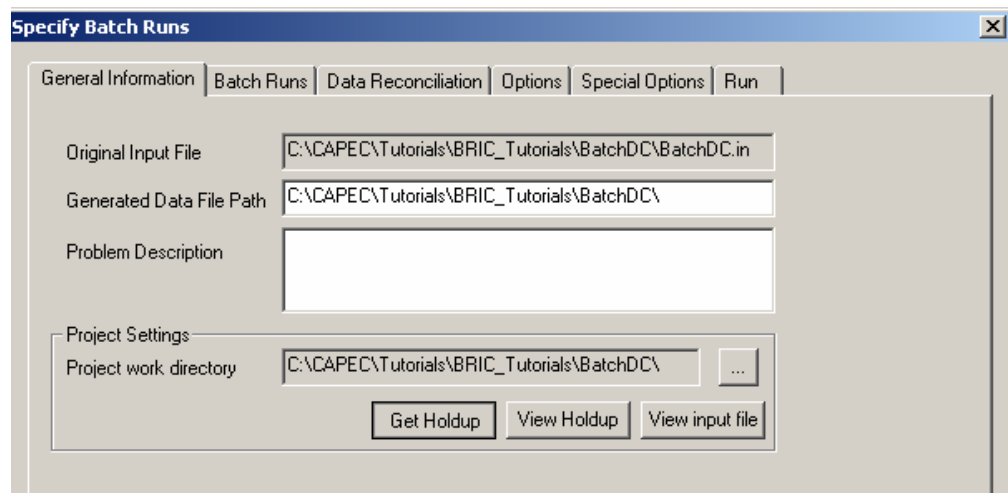 Specify Batch Runs
General Information Batch Runs Data Reconciliation Options Special Options Run
Original Input File C:\CAPEC\Tutorials\BRIC_Tutorials\BatchDC\BatchDC.in
Generated Data File Path C:\CAPEC\Tutorials\BRIC_Tutorials\BatchDC\
Problem Description
Project Settings
Project work directory C:\CAPEC\Tutorials\BRIC_Tutorials\BatchDC\ ...
Get Holdup View Holdup View input file